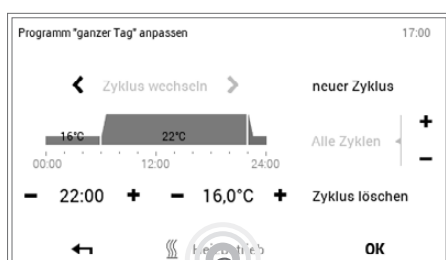 Programm "ganzer Tag" anpassen 17:00
Zyklus wechseln neuer Zyklus
16°C 22°C
Alle Zyklen
+
−
00:00 12:00 24:00
− 22:00 + − 16,0°C + Zyklus löschen
Heizbetrieb OK